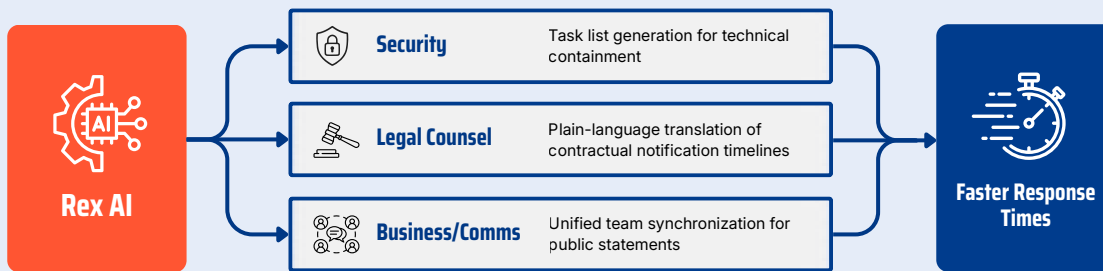 AI
Rex AI
Security
Task list generation for technical
containment
Legal Counsel
Plain-language translation of
contractual notification timelines
Business/Comms
Unified team synchronization for
public statements
Faster Response
Times